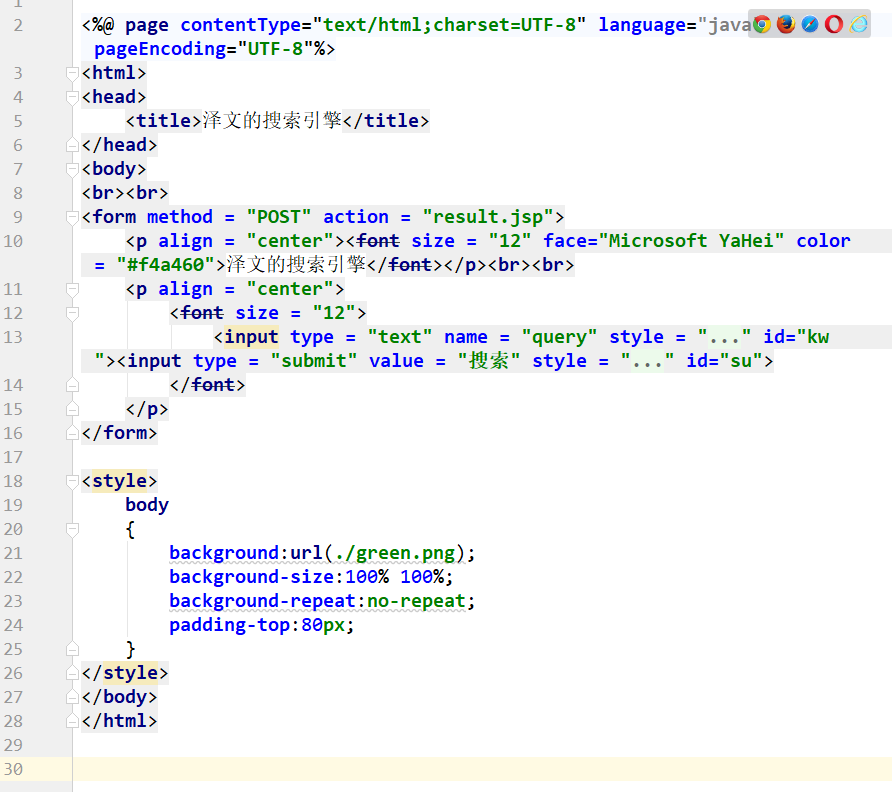 1
2 <%@ page contentType="text/html;charset=UTF-8" language="java
pageEncoding="UTF-8"%>
3 <html>
4 <head>
5 <title>泽文的搜索引擎</title>
6 </head>
7 <body>
8 <br><br>
9 <form method = "POST" action = "result.jsp">
10 <p align = "center"><font size = "12" face="Microsoft YaHei" color
= "#f4a460">泽文的搜索引擎</font></p><br><br>
11 <p align = "center">
12 <font size = "12">
13 <input type = "text" name = "query" style = "..." id="kw
"><input type = "submit" value = "搜索" style = "..." id="su">
14 </font>
15 </p>
16 </form>
17
18 <style>
19 body
20 {
21 background:url(./green.png);
22 background-size:100% 100%;
23 background-repeat:no-repeat;
24 padding-top:80px;
25 }
26 </style>
27 </body>
28 </html>
29
30